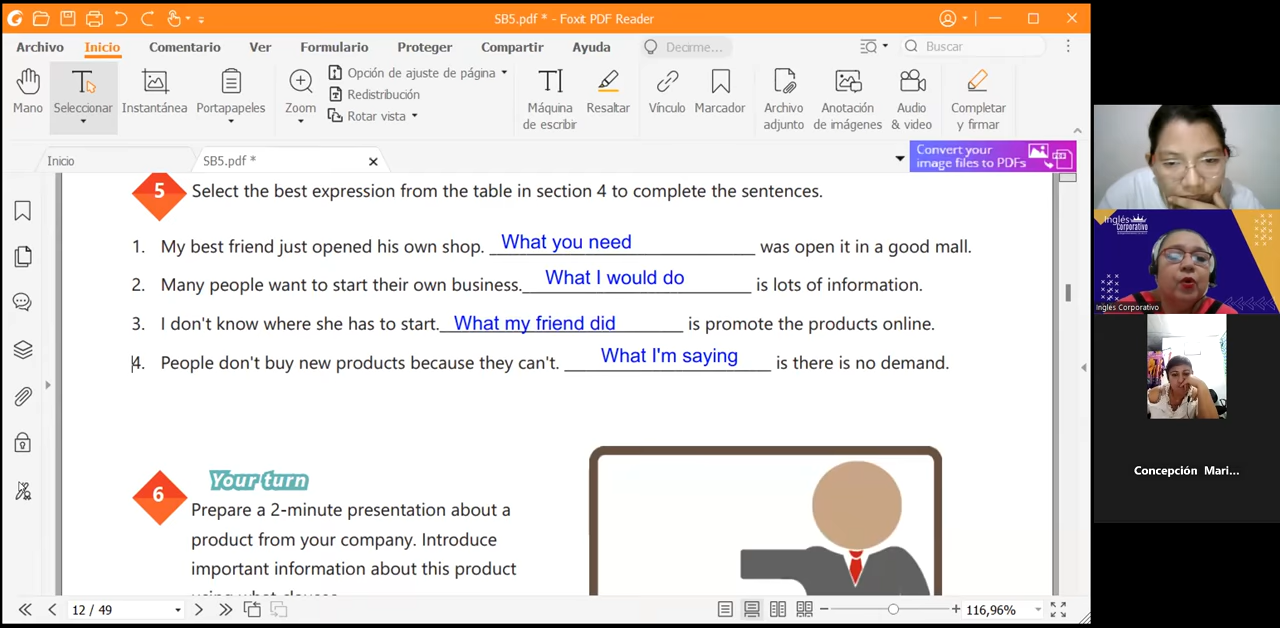 SB5.pdf * - Foxit PDF Reader
Archivo Inicio Comentario Ver Formulario Proteger Compartir Ayuda Decirme... Buscar
Mano Seleccionar Instantánea Portapapeles Zoom Opción de ajuste de página Redistribución Rotar vista Máquina de escribir Resaltar Vínculo Marcador Archivo adjunto Anotación de imágenes Audio & video Completar y firmar
Inicio SB5.pdf *
Convert your
image files to PDFs
5 Select the best expression from the table in section 4 to complete the sentences.
1. My best friend just opened his own shop. What you need was open it in a good mall.
2. Many people want to start their own business. What I would do is lots of information.
3. I don't know where she has to start. What my friend did is promote the products online.
4. People don't buy new products because they can't. What I'm saying is there is no demand.
6 Your turn
Prepare a 2-minute presentation about a
product from your company. Introduce
important information about this product
using what clauses.
12 / 49 116,96%
Inglés
Corporativo
Inglés Corporativo
Concepción Mari...